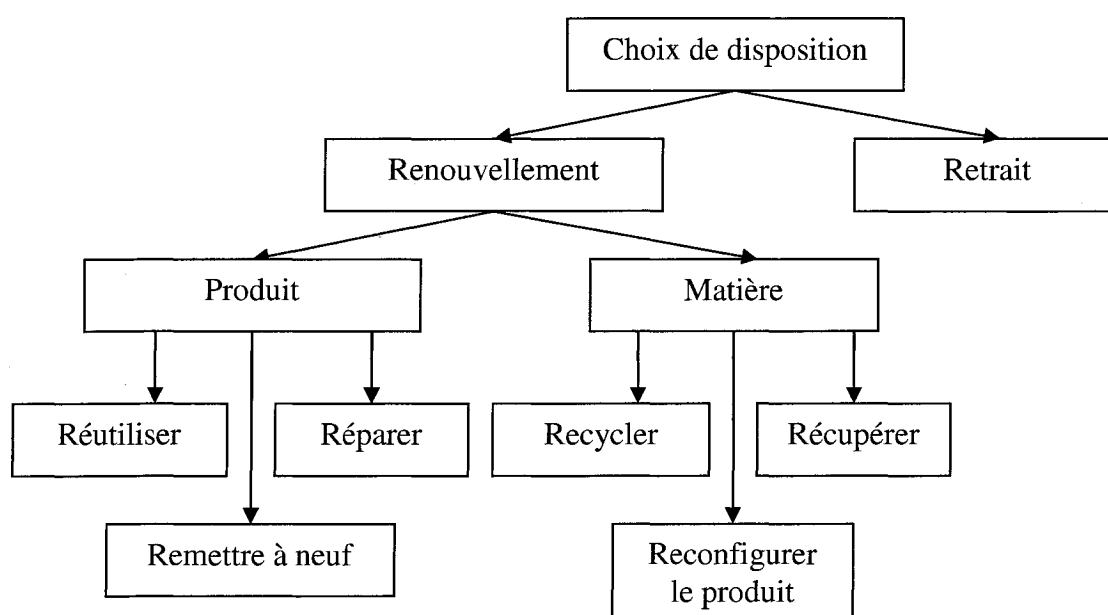 Choix de disposition
Renouvellement
Retrait
Produit
Matière
Réutiliser
Réparer
Recycler
Récupérer
Remettre à neuf
Reconfigurer
le produit